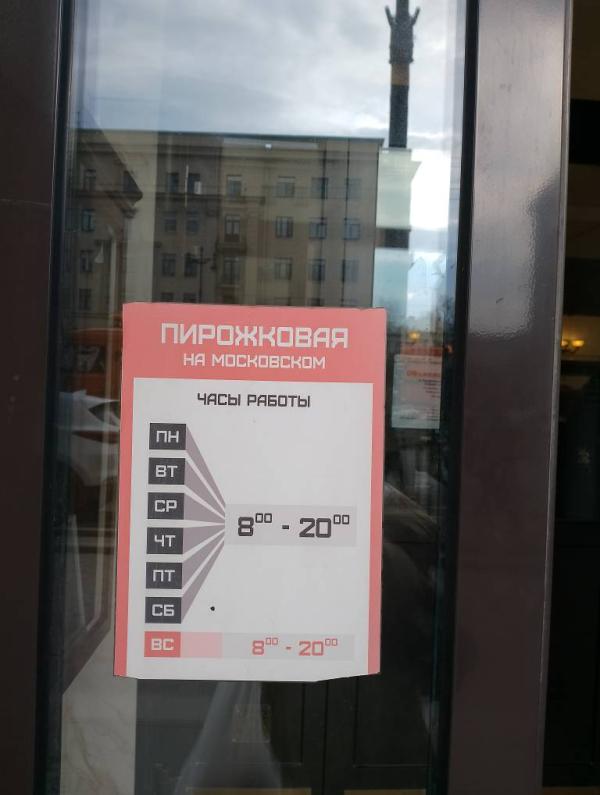 ПИРОЖКОВАЯ
НА МОСКОВСКОМ
ЧАСЫ РАБОТЫ
ПН
ВТ
СР
ЧТ
ПТ
СБ
8⁰⁰ - 20⁰⁰
ВС 8⁰⁰ - 20⁰⁰